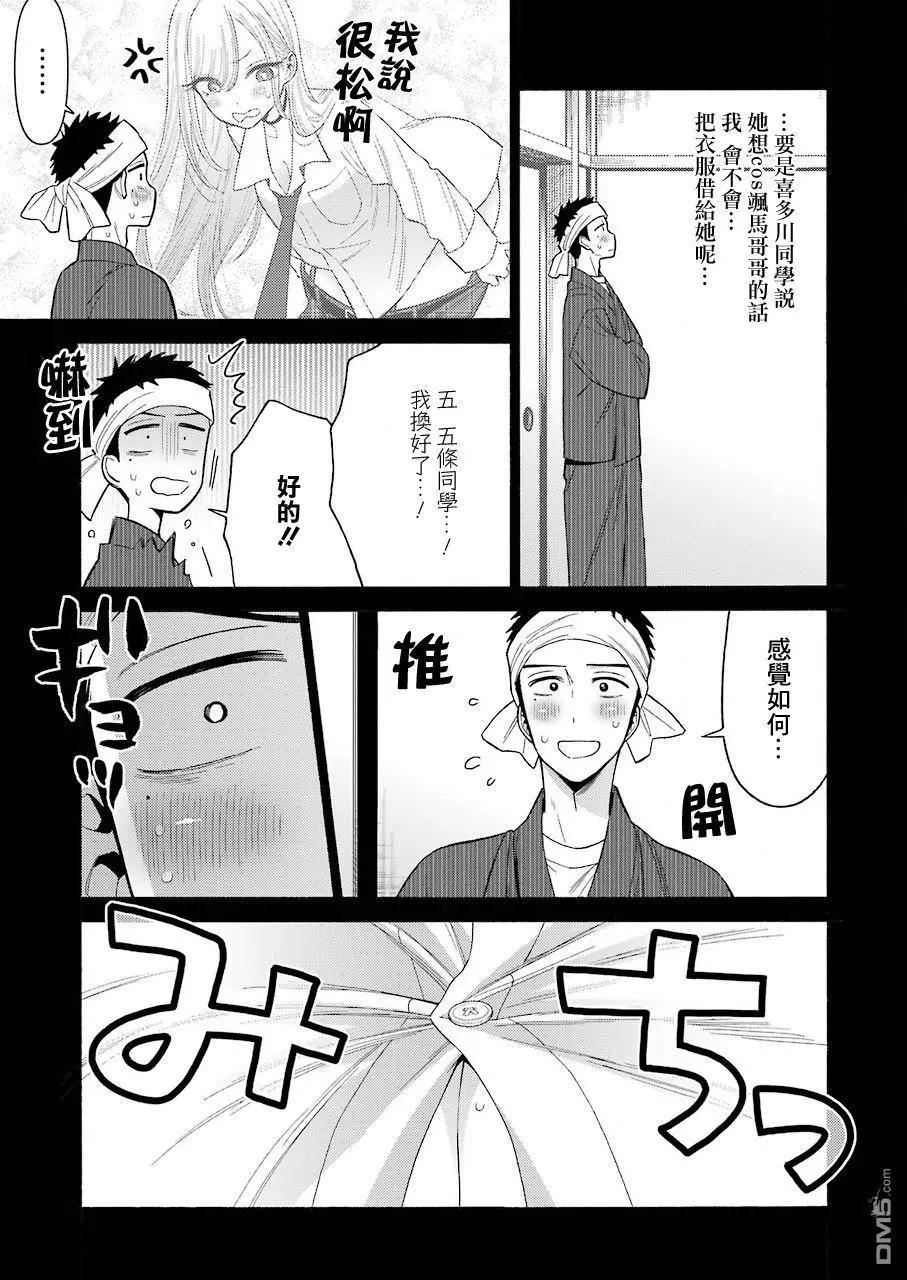 …要是喜多川同學說
她想cos颯馬哥哥的話
我 會不會…
把衣服借給她呢…
我說
很松啊
……
五 五條同學…！
我換好了…！
好的!!
嚇到
感覺如何…
推
開
ギョッ
みちっ
DM5.com